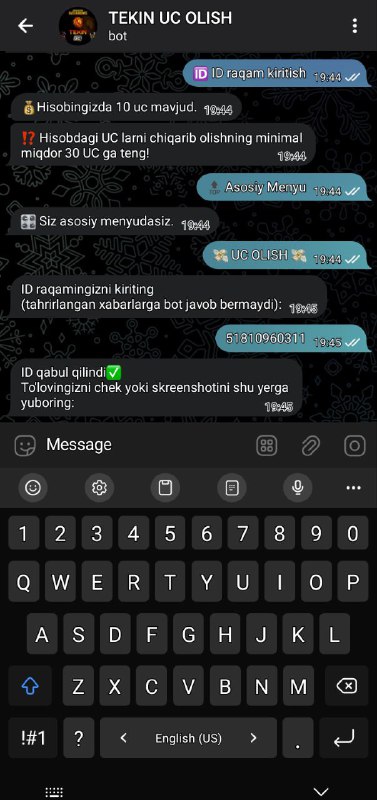 TEKIN UC OLISH
bot
🆔 ID raqam kiritish 19:44
💰Hisobingizda 10 uc mavjud. 19:44
⁉️ Hisobdagi UC larni chiqarib olishning minimal
miqdor 30 UC ga teng! 19:44
🔝 Asosiy Menyu 19:44
🎛 Siz asosiy menyudasiz. 19:44
💸 UC OLISH 💸 19:44
ID raqamingizni kiriting
(tahrirlangan xabarlarga bot javob bermaydi): 19:45
51810960311 19:45
ID qabul qilindi✅
To'lovingizni chek yoki skreenshotini shu yerga
yuboring: 19:45
Message
1 2 3 4 5 6 7 8 9 0
Q W E R T Y U I O P
A S D F G H J K L
Z X C V B N M
!#1 ? < English (US) > .